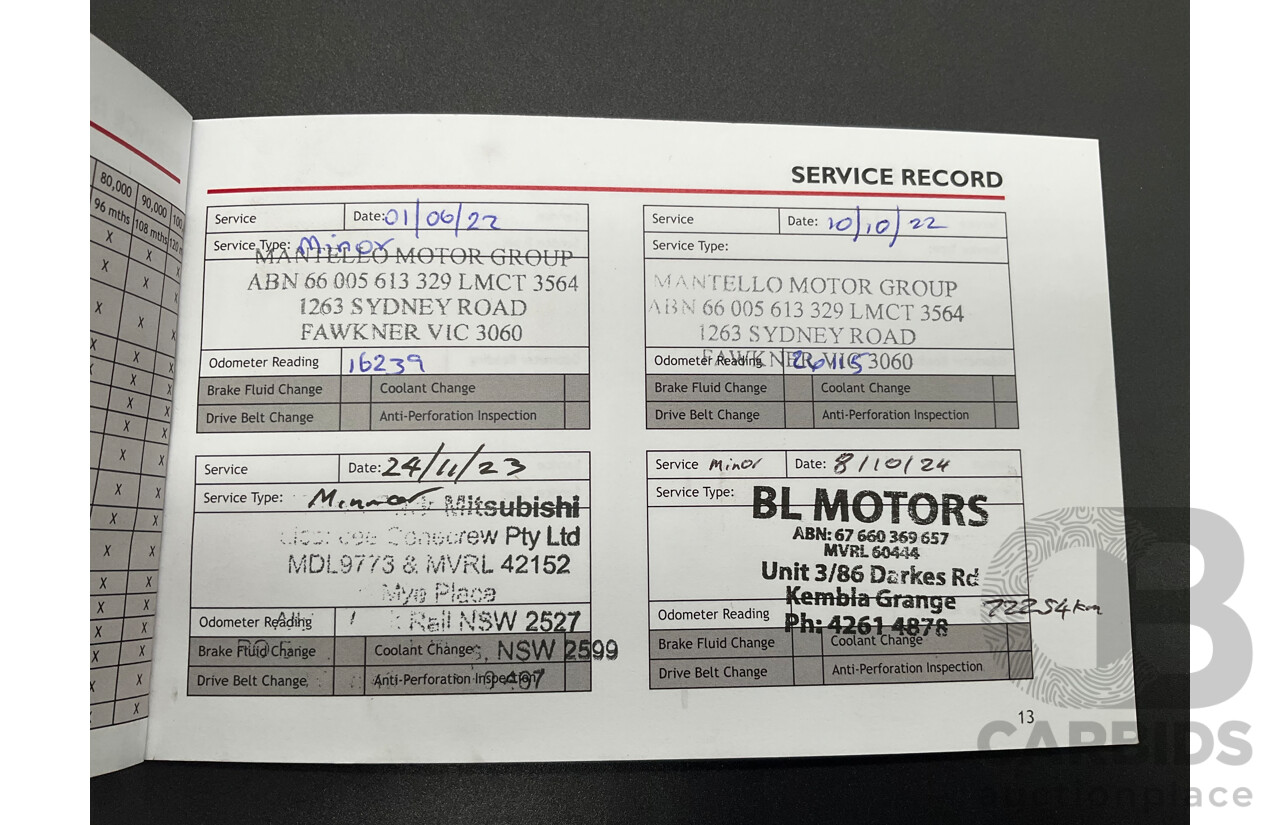 SERVICE RECORD
80,000 90,000 100,
96 mths 108 mths 120 m
Service Date: 01/06/22
Service Type: Minor
MANTELLO MOTOR GROUP
ABN 66 005 613 329 LMCT 3564
1263 SYDNEY ROAD
FAWKNER VIC 3060
Odometer Reading 16239
Brake Fluid Change Coolant Change
Drive Belt Change Anti-Perforation Inspection
Service Date: 10/10/22
Service Type:
MANTELLO MOTOR GROUP
ABN 66 005 613 329 LMCT 3564
1263 SYDNEY ROAD
FAWKNER VIC 3060
Odometer Reading 26115
Brake Fluid Change Coolant Change
Drive Belt Change Anti-Perforation Inspection
Service Date: 24/11/23
Service Type: Minnor
Mitsubishi
Pty Ltd
MDL9773 & MVRL 42152
Place
Rail NSW 2527
Odometer Reading
Brake Fluid Change Coolant Change NSW 2599
Drive Belt Change Anti-Perforation Inspection
Service Minor Date: 8/10/24
Service Type:
BL MOTORS
ABN: 67 660 369 657
MVRL 60444
Unit 3/86 Darkes Rd
Kembla Grange
Odometer Reading
Ph: 4261 4878
Brake Fluid Change Coolant Change
Drive Belt Change Anti-Perforation Inspection
13
CARBIDS
auctionplace